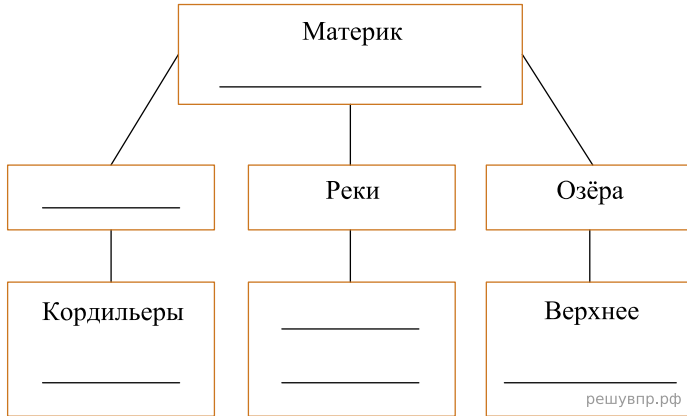 Материк
Реки
Озёра
Кордильеры
Верхнее
решувпр.рф